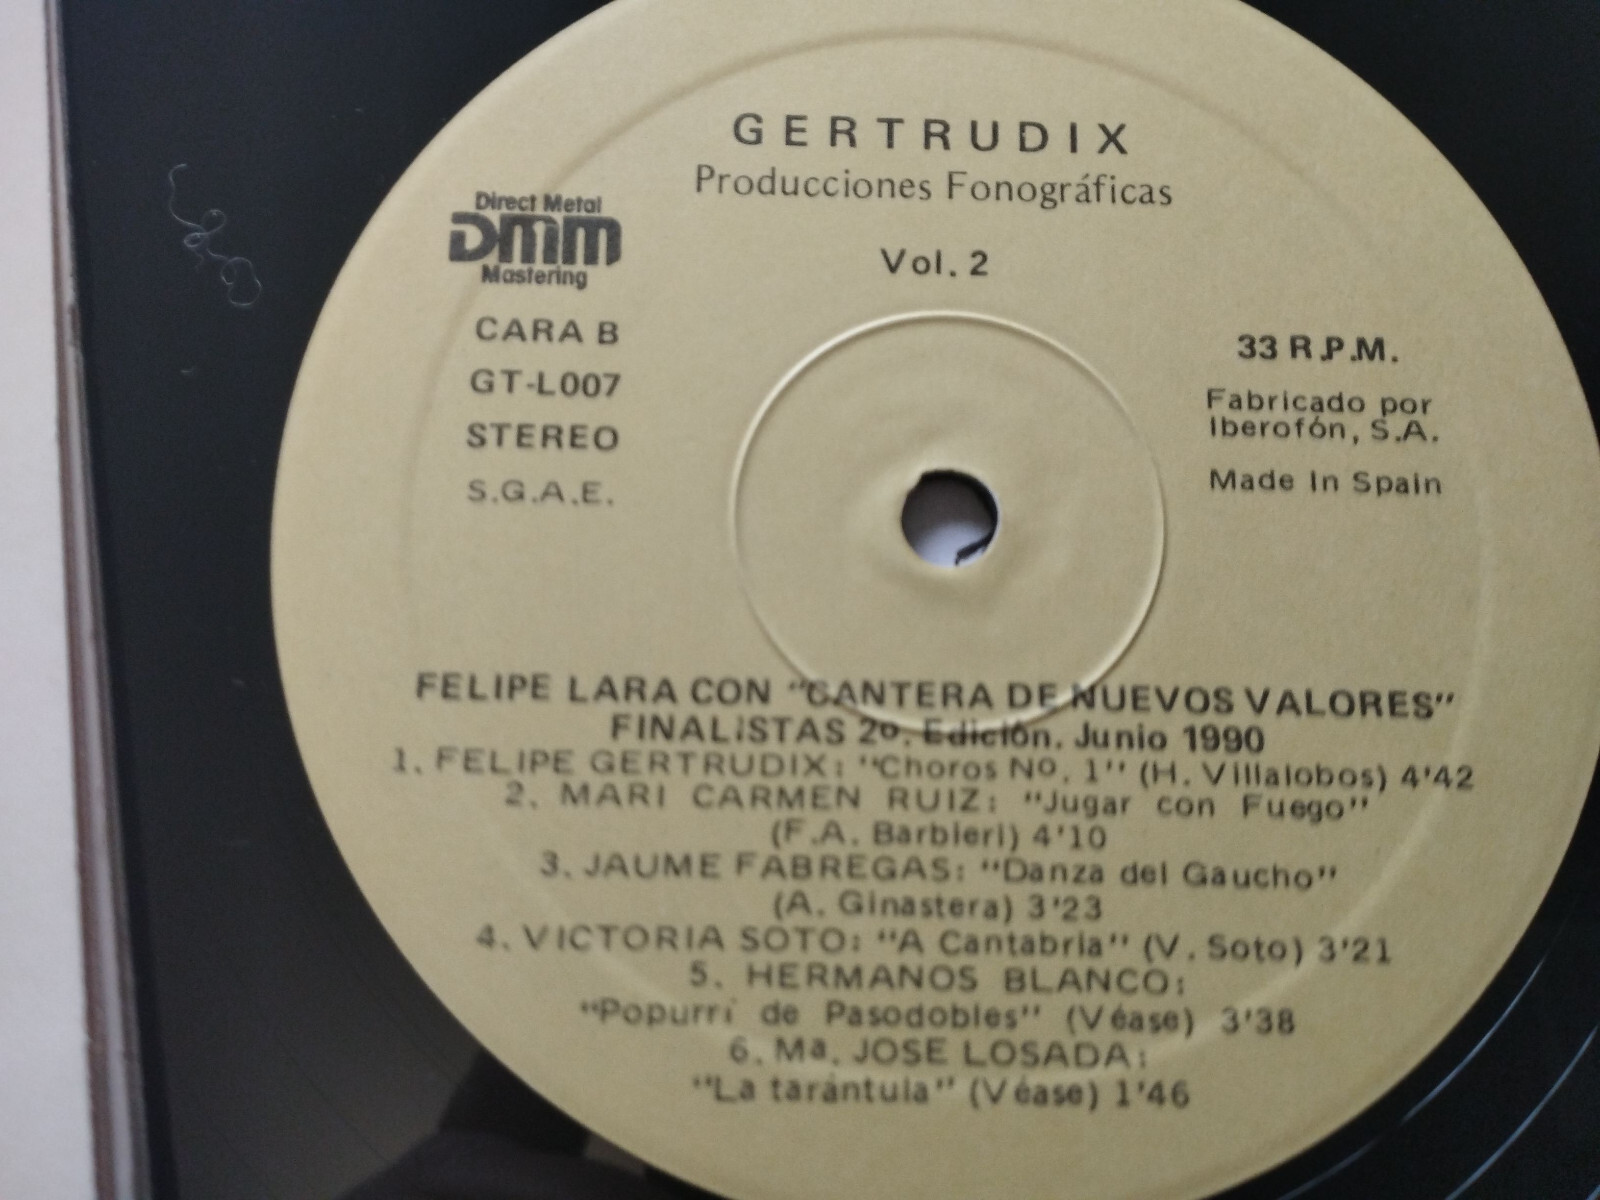 GERTRUDIX
Producciones Fonográficas
Direct Metal
DMM
Mastering
Vol. 2
CARA B
GT-L007
STEREO
S.G.A.E.
33 R.P.M.
Fabricado por
Iberofón, S.A.
Made In Spain
FELIPE LARA CON "CANTERA DE NUEVOS VALORES"
FINALISTAS 2º. Edición. Junio 1990
1. FELIPE GERTRUDIX: "Choros Nº. 1" (H. Villalobos) 4'42
2. MARI CARMEN RUIZ: "Jugar con Fuego"
(F.A. Barbieri) 4'10
3. JAUME FABREGAS: "Danza del Gaucho"
(A. Ginastera) 3'23
4. VICTORIA SOTO: "A Cantabria" (V. Soto) 3'21
5. HERMANOS BLANCO:
"Popurrí de Pasodobles" (Véase) 3'38
6. Mª. JOSE LOSADA:
"La tarántula" (Véase) 1'46